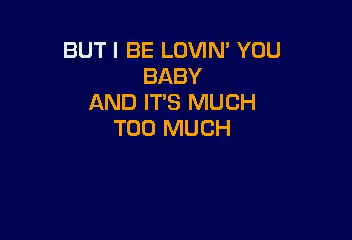 BUT I BE LOVIN' YOU
BABY
AND IT'S MUCH
TOO MUCH